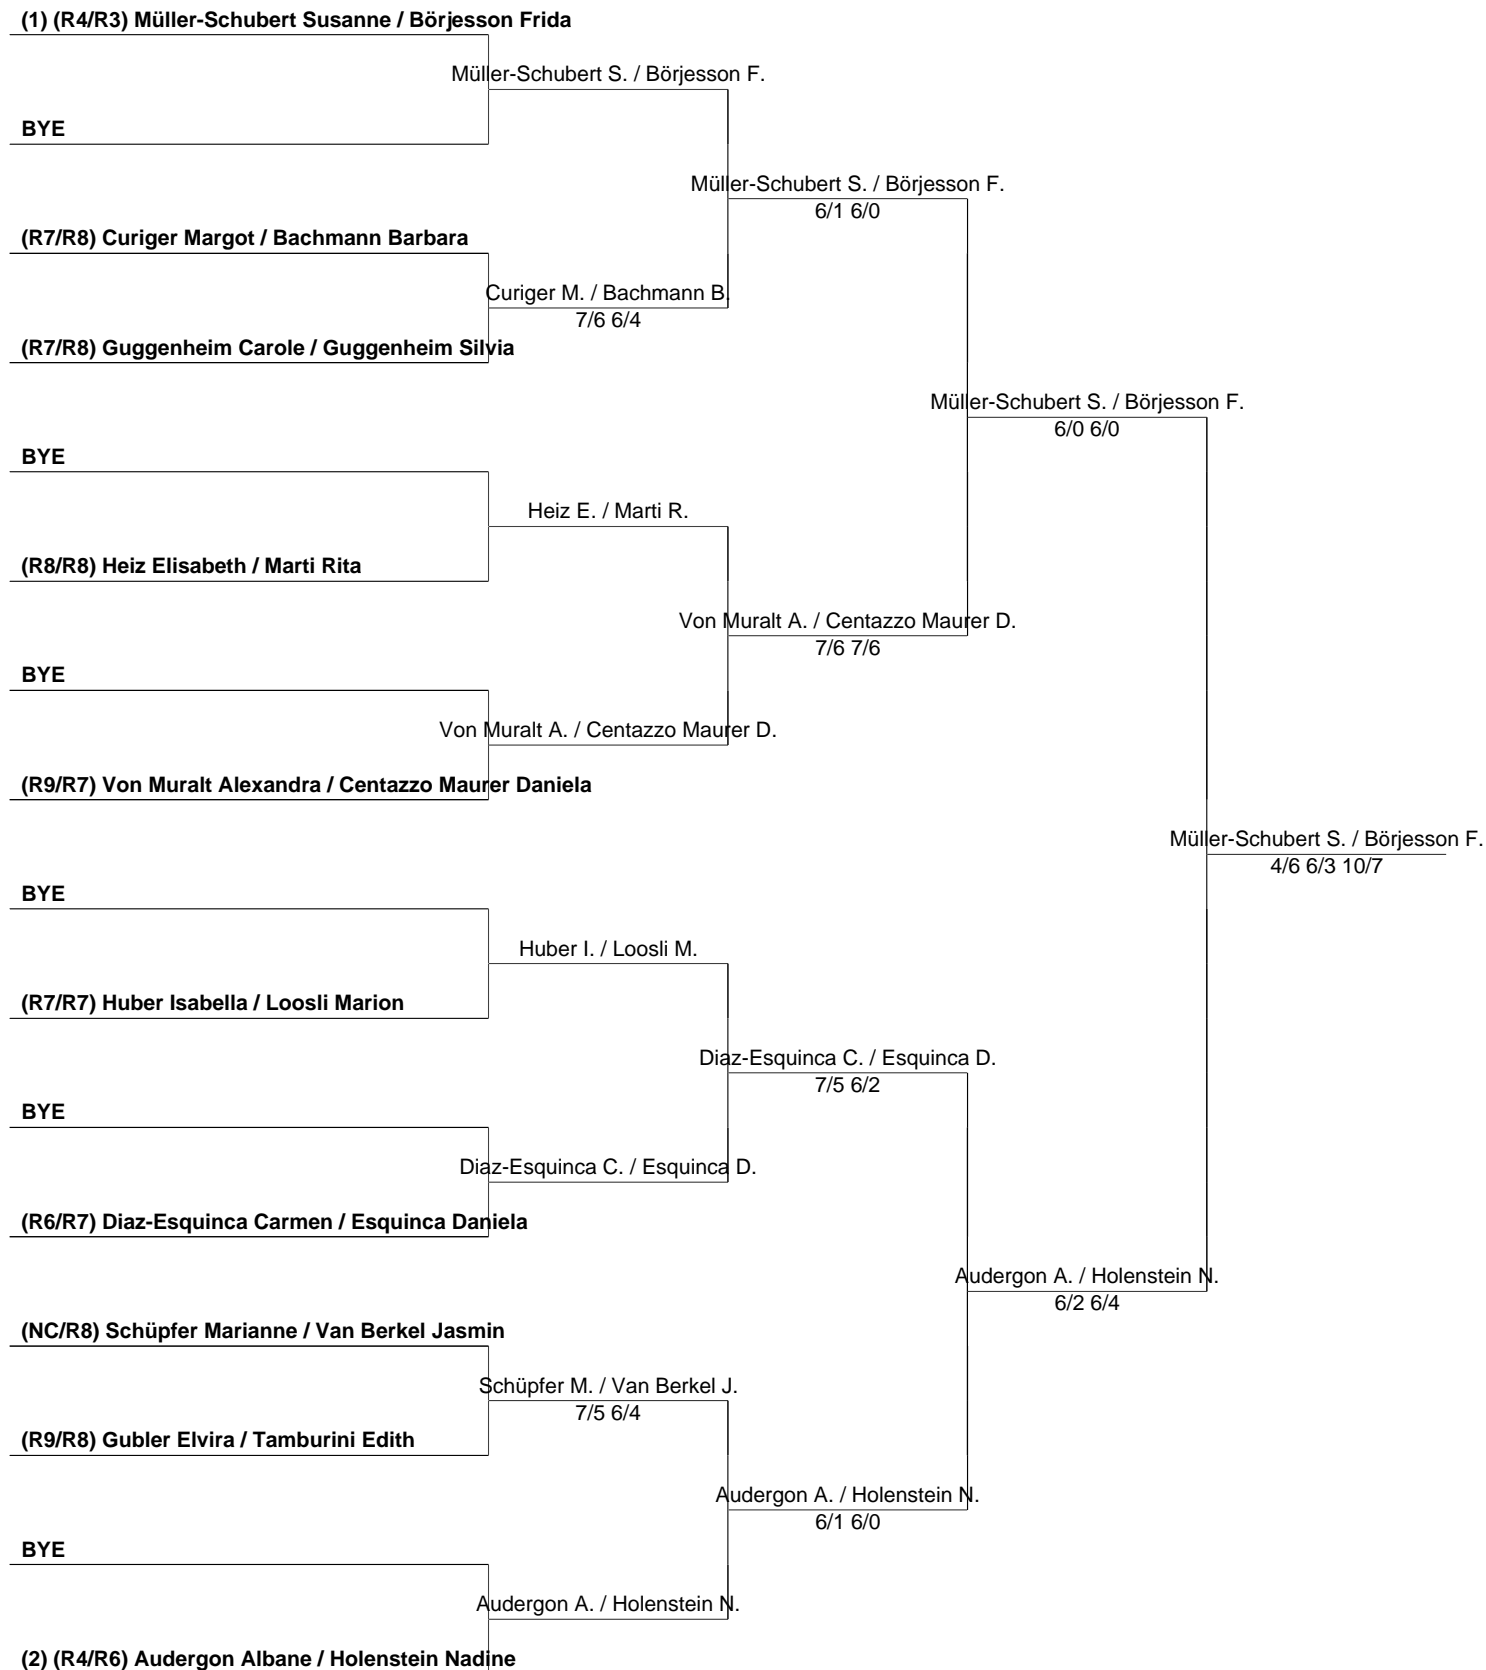 (1) (R4/R3) Müller-Schubert Susanne / Börjesson Frida
Müller-Schubert S. / Börjesson F.
BYE
Müller-Schubert S. / Börjesson F.
6/1 6/0
(R7/R8) Curiger Margot / Bachmann Barbara
Curiger M. / Bachmann B.
7/6 6/4
(R7/R8) Guggenheim Carole / Guggenheim Silvia
Müller-Schubert S. / Börjesson F.
6/0 6/0
BYE
Heiz E. / Marti R.
(R8/R8) Heiz Elisabeth / Marti Rita
Von Muralt A. / Centazzo Maurer D.
7/6 7/6
BYE
Von Muralt A. / Centazzo Maurer D.
(R9/R7) Von Muralt Alexandra / Centazzo Maurer Daniela
Müller-Schubert S. / Börjesson F.
4/6 6/3 10/7
BYE
Huber I. / Loosli M.
(R7/R7) Huber Isabella / Loosli Marion
Diaz-Esquinca C. / Esquinca D.
7/5 6/2
BYE
Diaz-Esquinca C. / Esquinca D.
(R6/R7) Diaz-Esquinca Carmen / Esquinca Daniela
Audergon A. / Holenstein N.
6/2 6/4
(NC/R8) Schüpfer Marianne / Van Berkel Jasmin
Schüpfer M. / Van Berkel J.
7/5 6/4
(R9/R8) Gubler Elvira / Tamburini Edith
Audergon A. / Holenstein N.
6/1 6/0
BYE
Audergon A. / Holenstein N.
(2) (R4/R6) Audergon Albane / Holenstein Nadine